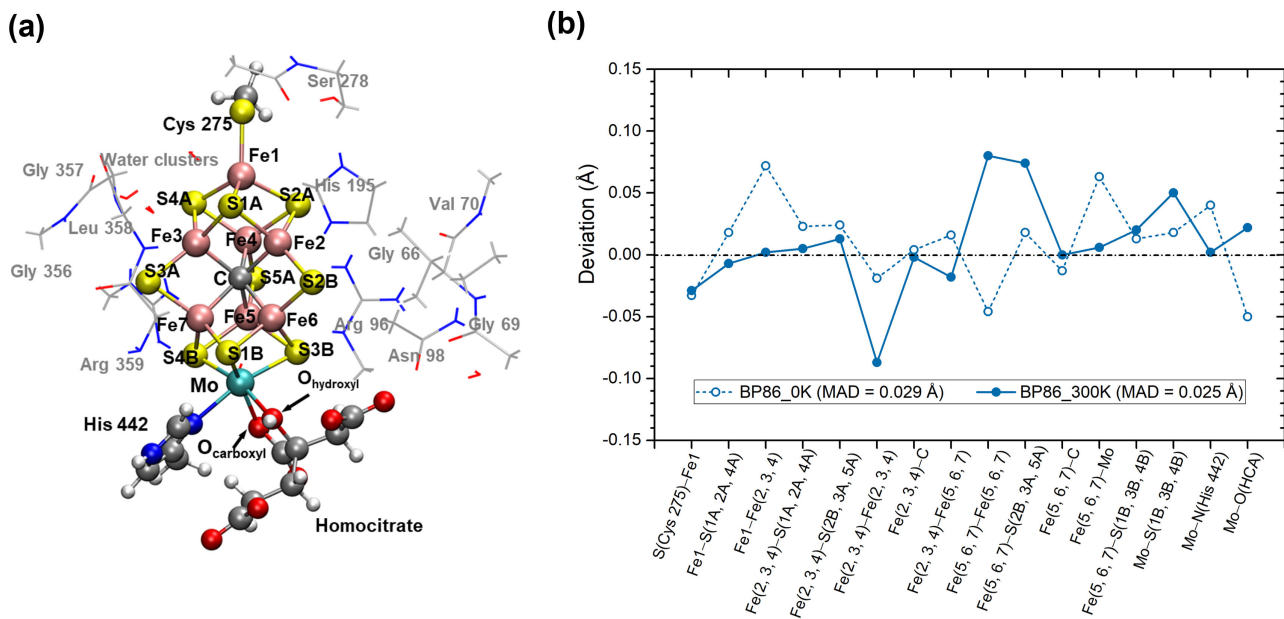 (a)
Ser 278
Cys 275
Fe1
Gly 357
Water clusters
His 195
S4A
S1A
S2A
Val 70
Leu 358
Fe3
Fe4
Fe2
Gly 66
Gly 356
S3A
C
S5A
S2B
Fe7
Fe5
Fe6
Arg 96
Gly 69
Arg 359
S4B
S1B
S3B
Asn 98
Mo
Ohydroxyl
His 442
Ocarboxyl
Homocitrate
(b)
Deviation (Å)
0.15
0.10
0.05
0.00
-0.05
-0.10
-0.15
BP86_0K (MAD = 0.029 Å)
BP86_300K (MAD = 0.025 Å)
S(Cys 275)–Fe1
Fe1–S(1A, 2A, 4A)
Fe1–Fe(2, 3, 4)
Fe(2, 3, 4)–S(1A, 2A, 4A)
Fe(2, 3, 4)–S(2B, 3A, 5A)
Fe(2, 3, 4)–Fe(2, 3, 4)
Fe(2, 3, 4)–C
Fe(2, 3, 4)–Fe(5, 6, 7)
Fe(5, 6, 7)–Fe(5, 6, 7)
Fe(5, 6, 7)–S(2B, 3A, 5A)
Fe(5, 6, 7)–C
Fe(5, 6, 7)–Mo
Fe(5, 6, 7)–S(1B, 3B, 4B)
Mo–S(1B, 3B, 4B)
Mo–N(His 442)
Mo–O(HCA)